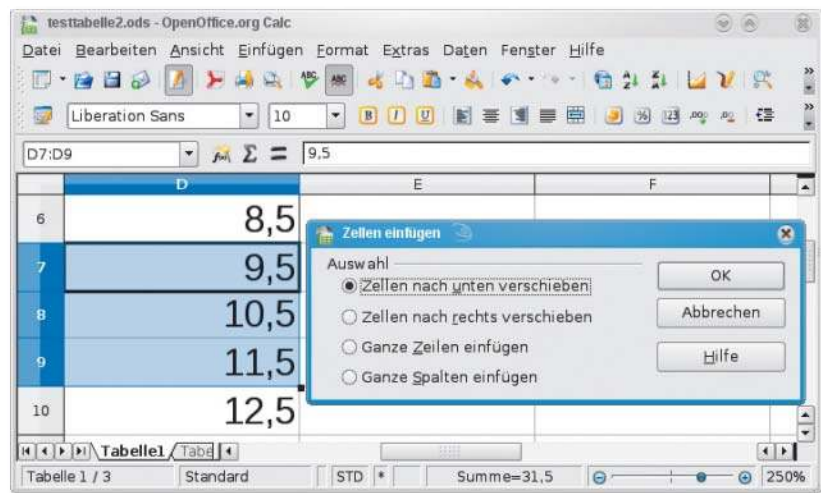 testtabelle2.ods - OpenOffice.org Calc
Datei Bearbeiten Ansicht Einfügen Format Extras Daten Fenster Hilfe
Liberation Sans 10
D7:D9 9,5
D E F
6 8,5
7 9,5
8 10,5
9 11,5
10 12,5
Zellen einfügen
Auswahl
Zellen nach unten verschieben
Zellen nach rechts verschieben
Ganze Zeilen einfügen
Ganze Spalten einfügen
OK
Abbrechen
Hilfe
Tabelle1 Tabe
Tabelle 1 / 3 Standard STD * Summe=31,5 250%